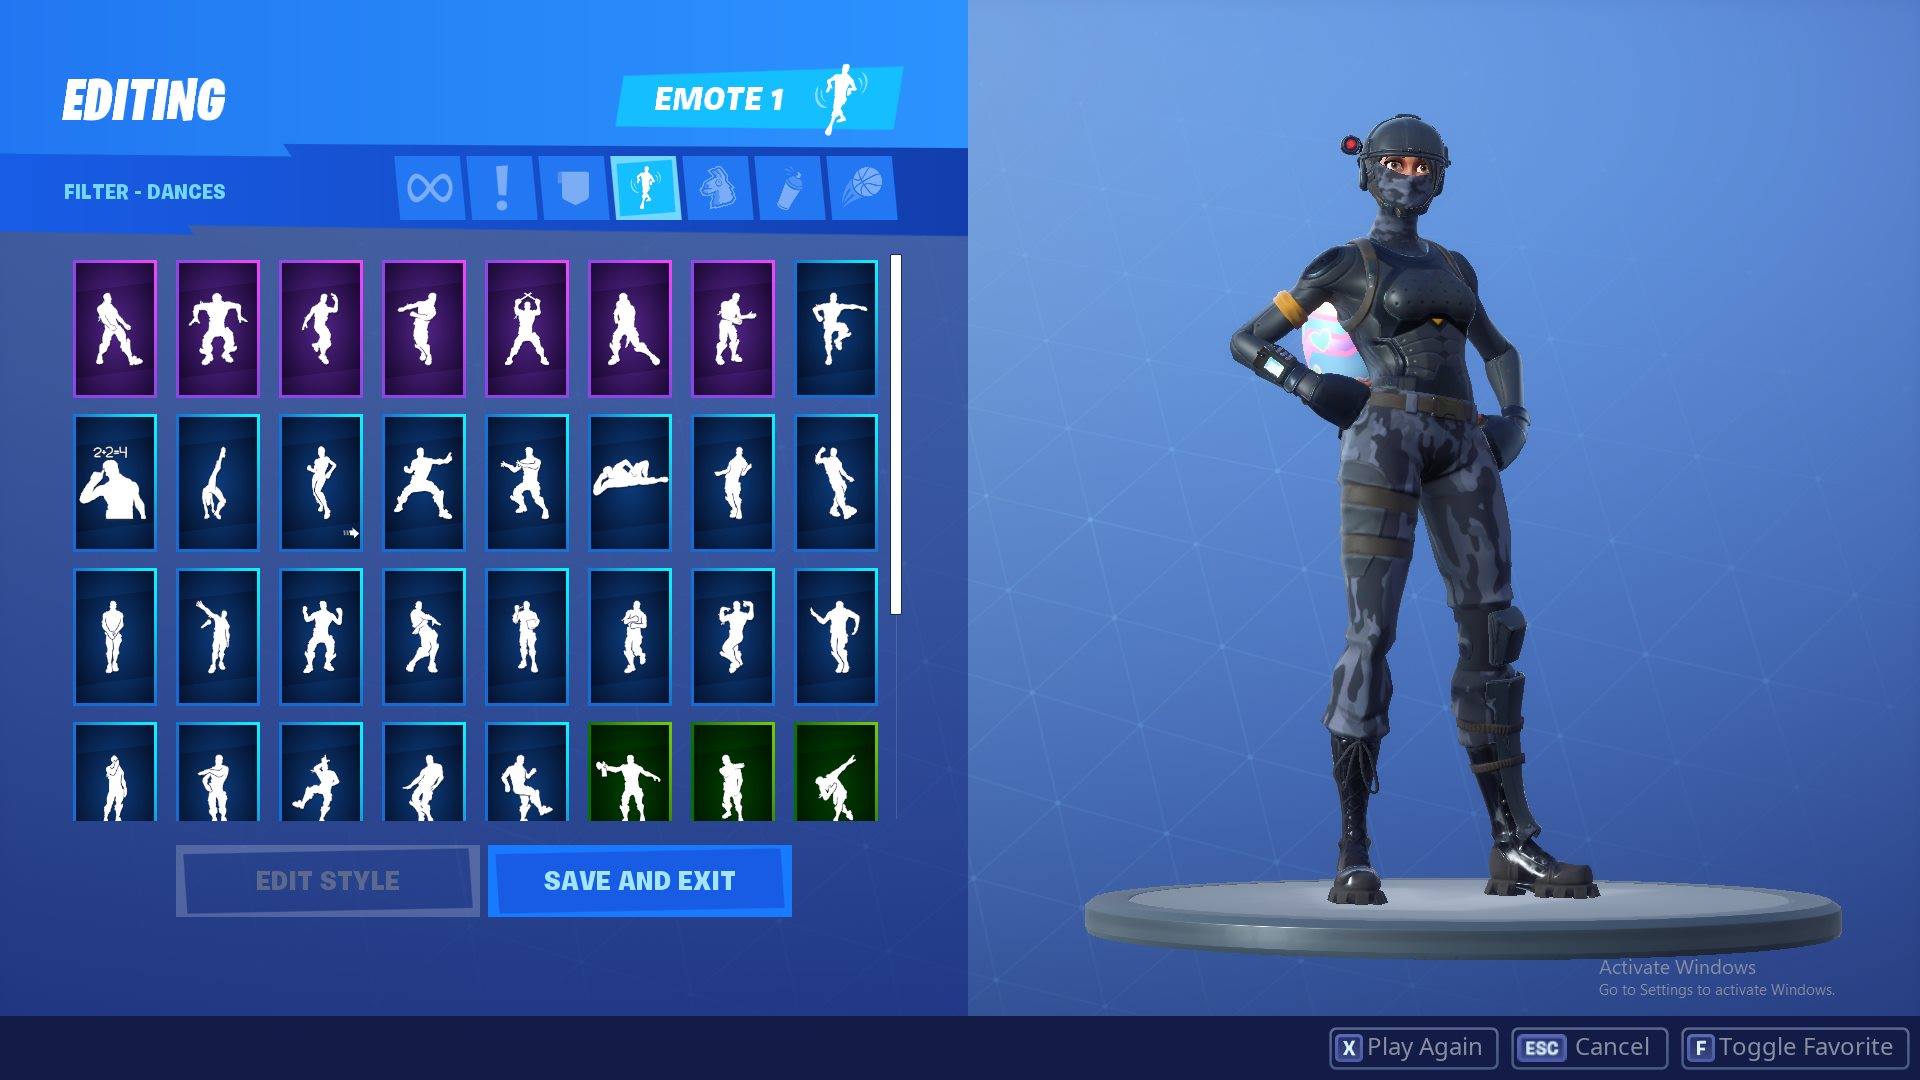 EDITING
EMOTE 1
FILTER - DANCES
2+2=4
EDIT STYLE
SAVE AND EXIT
Activate Windows
Go to Settings to activate Windows.
X Play Again
ESC Cancel
F Toggle Favorite